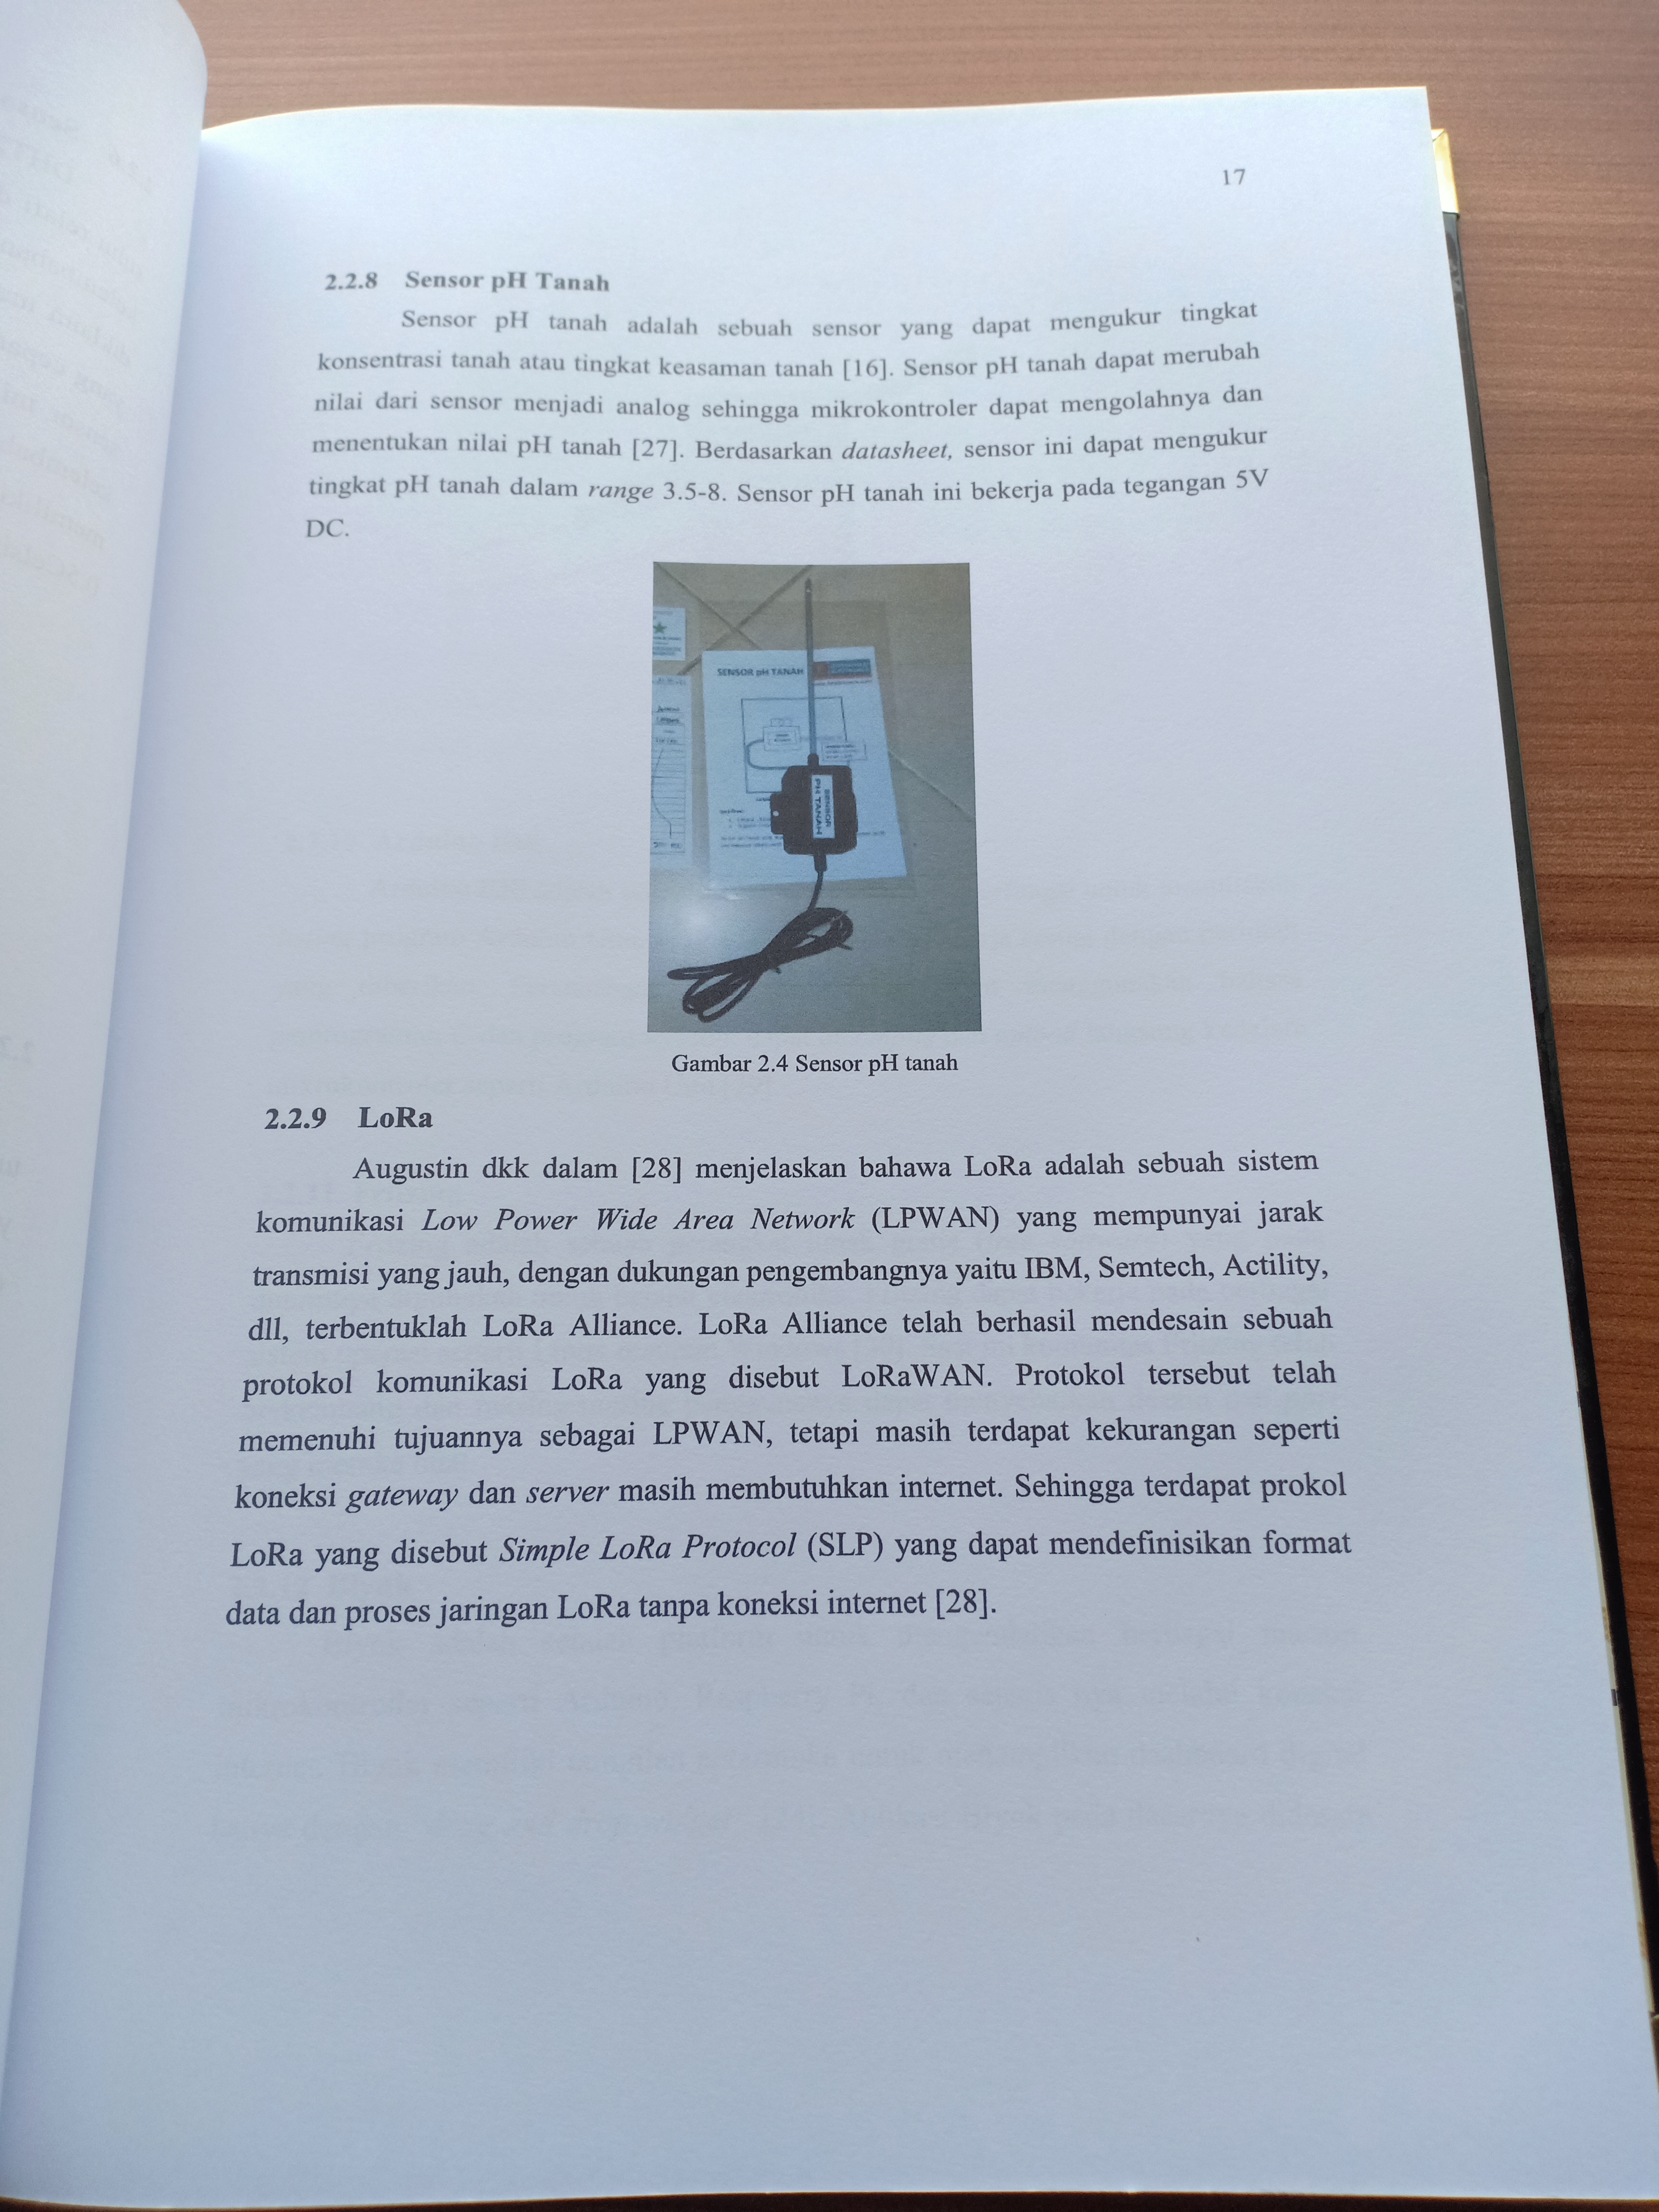 17
2.2.8 Sensor pH Tanah
Sensor pH tanah adalah sebuah sensor yang dapat mengukur tingkat
konsentrasi tanah atau tingkat keasaman tanah [16]. Sensor pH tanah dapat merubah
nilai dari sensor menjadi analog sehingga mikrokontroler dapat mengolahnya dan
menentukan nilai pH tanah [27]. Berdasarkan datasheet, sensor ini dapat mengukur
tingkat pH tanah dalam range 3.5-8. Sensor pH tanah ini bekerja pada tegangan 5V
DC.
SENSOR pH TANAH
SENSOR
PH TANAH
Gambar 2.4 Sensor pH tanah
2.2.9 LoRa
Augustin dkk dalam [28] menjelaskan bahawa LoRa adalah sebuah sistem
komunikasi Low Power Wide Area Network (LPWAN) yang mempunyai jarak
transmisi yang jauh, dengan dukungan pengembangnya yaitu IBM, Semtech, Actility,
dll, terbentuklah LoRa Alliance. LoRa Alliance telah berhasil mendesain sebuah
protokol komunikasi LoRa yang disebut LoRaWAN. Protokol tersebut telah
memenuhi tujuannya sebagai LPWAN, tetapi masih terdapat kekurangan seperti
koneksi gateway dan server masih membutuhkan internet. Sehingga terdapat prokol
LoRa yang disebut Simple LoRa Protocol (SLP) yang dapat mendefinisikan format
data dan proses jaringan LoRa tanpa koneksi internet [28].